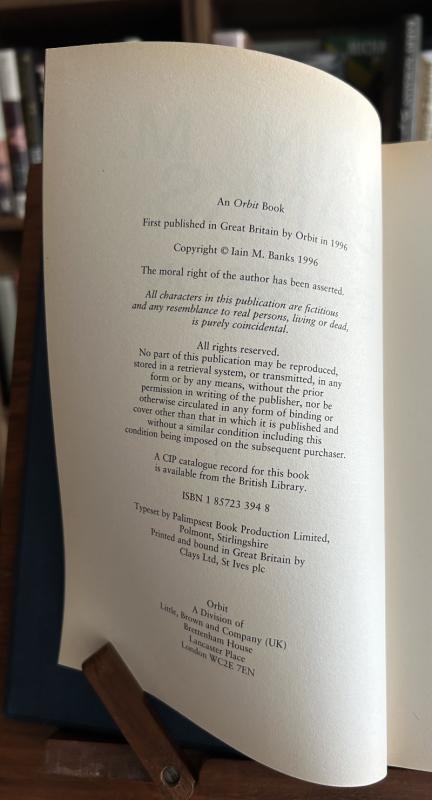 An Orbit Book
First published in Great Britain by Orbit in 1996
Copyright © Iain M. Banks 1996
The moral right of the author has been asserted.
All characters in this publication are fictitious
and any resemblance to real persons, living or dead,
is purely coincidental.
All rights reserved.
No part of this publication may be reproduced,
stored in a retrieval system, or transmitted, in any
form or by any means, without the prior
permission in writing of the publisher, nor be
otherwise circulated in any form of binding or
cover other than that in which it is published and
without a similar condition including this
condition being imposed on the subsequent purchaser.
A CIP catalogue record for this book
is available from the British Library.
ISBN 1 85723 394 8
Typeset by Palimpsest Book Production Limited,
Polmont, Stirlingshire
Printed and bound in Great Britain by
Clays Ltd, St Ives plc
Orbit
A Division of
Little, Brown and Company (UK)
Brettenham House
Lancaster Place
London WC2E 7EN